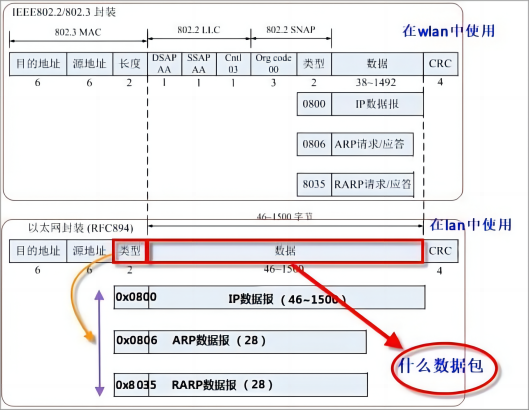 IEEE802.2/802.3 封装
在wlan中使用
802.3 MAC 802.2 LLC 802.2 SNAP
目的地址 源地址 长度 DSAP AA SSAP AA Cntl 03 Org code 00 类型 数据 CRC
6 6 2 1 1 1 3 2 38~1492 4
0800 IP数据报
0806 ARP请求/应答
8035 RARP请求/应答
46~1500 字节
在lan中使用
以太网封装 (RFC894)
目的地址 源地址 类型 数据 CRC
6 6 2 46~1500 4
0x0800 IP数据报 (46~1500)
0x0806 ARP数据报 (28)
0x8035 RARP数据报 (28)
什么数据包